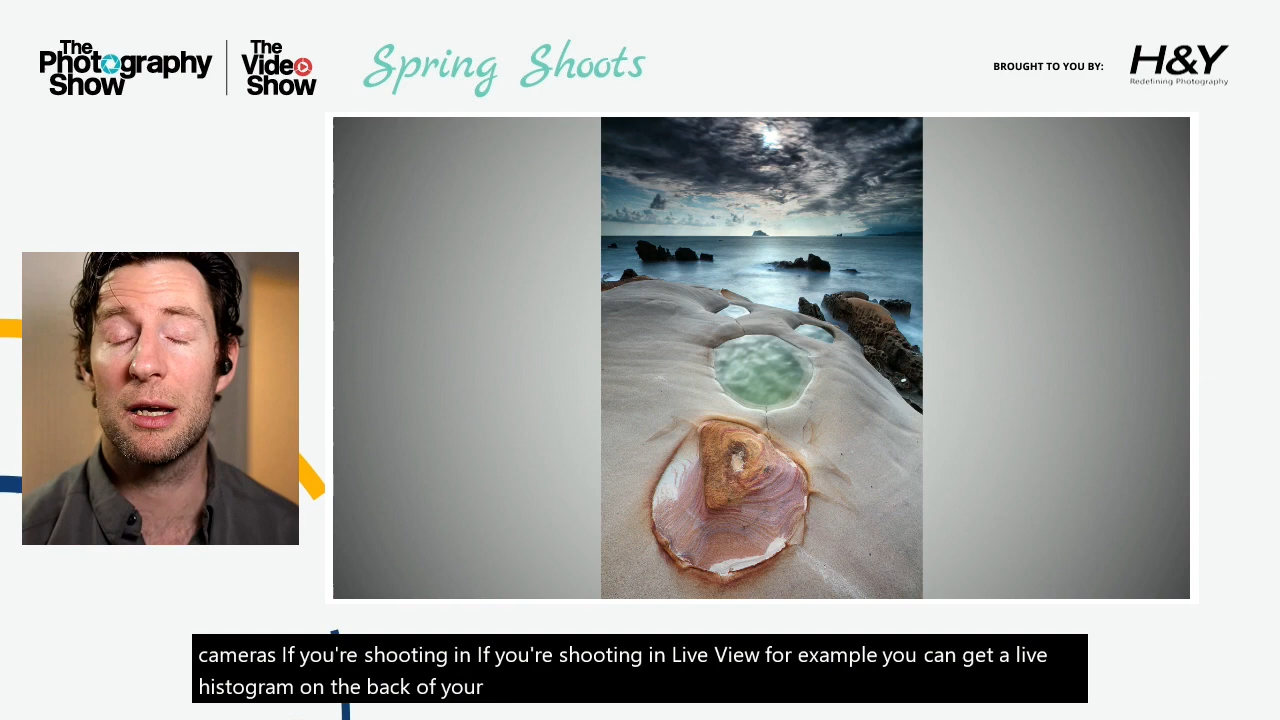 The
Photography
Show
The
Video
Show
Spring Shoots
BROUGHT TO YOU BY:
H&Y
Redefining Photography
cameras If you're shooting in If you're shooting in Live View for example you can get a live
histogram on the back of your